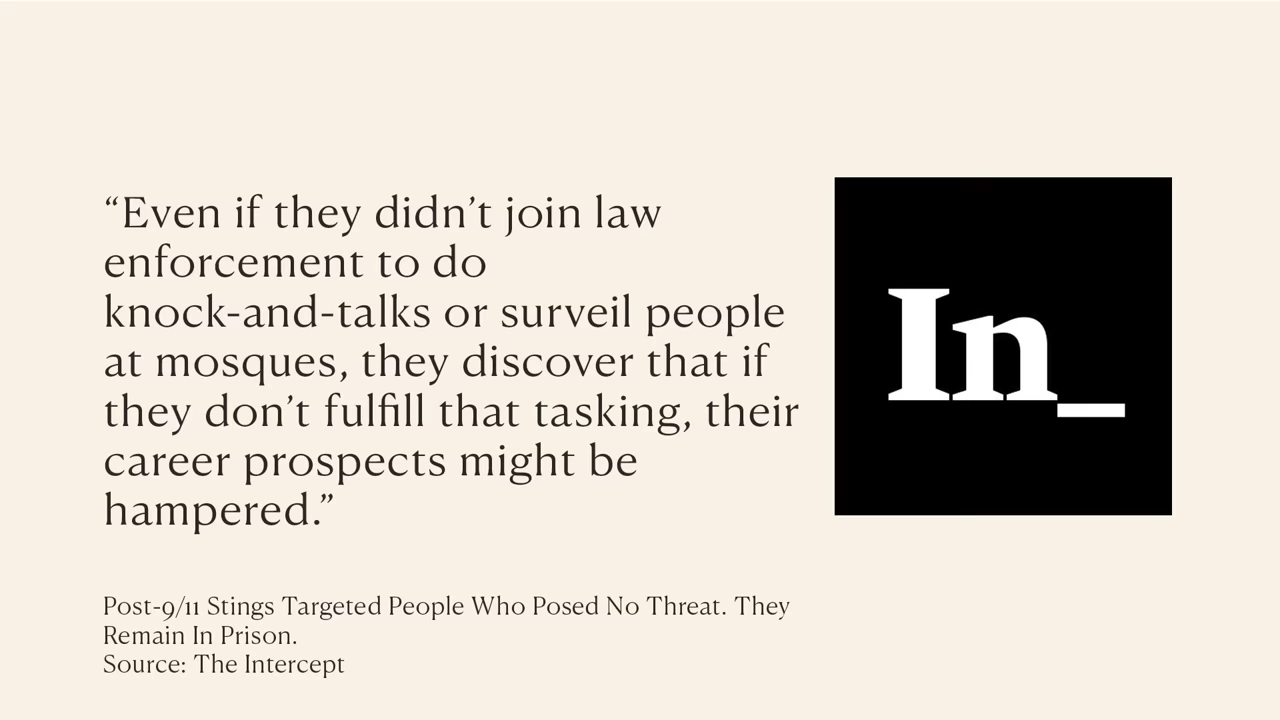 “Even if they didn’t join law
enforcement to do
knock-and-talks or surveil people
at mosques, they discover that if
they don’t fulfill that tasking, their
career prospects might be
hampered.”
In_
Post-9/11 Stings Targeted People Who Posed No Threat. They
Remain In Prison.
Source: The Intercept